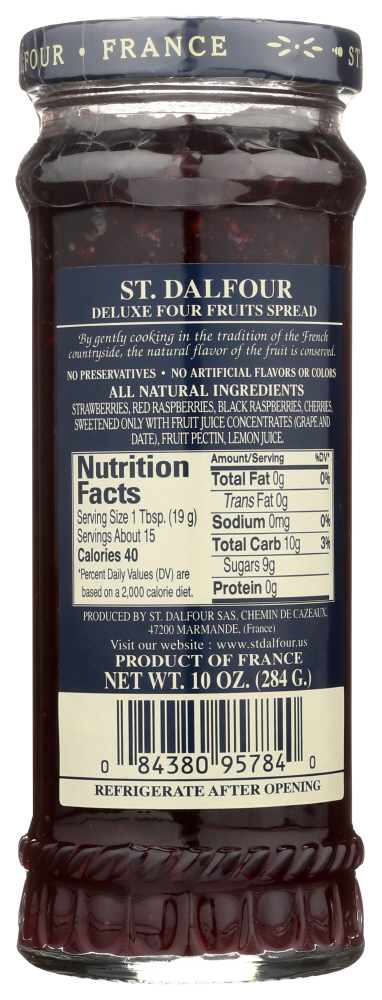 FOUR • FRANCE ST
ST. DALFOUR
DELUXE FOUR FRUITS SPREAD
By gently cooking in the tradition of the French
countryside, the natural flavor of the fruit is conserved.
NO PRESERVATIVES • NO ARTIFICIAL FLAVORS OR COLORS
ALL NATURAL INGREDIENTS
STRAWBERRIES, RED RASPBERRIES, BLACK RASPBERRIES, CHERRIES,
SWEETENED ONLY WITH FRUIT JUICE CONCENTRATES (GRAPE AND
DATE), FRUIT PECTIN, LEMON JUICE.
Nutrition
Facts
Serving Size 1 Tbsp. (19 g)
Servings About 15
Calories 40
*Percent Daily Values (DV) are
based on a 2,000 calorie diet.
Amount/Serving %DV*
Total Fat 0g 0%
Trans Fat 0g
Sodium 0mg 0%
Total Carb 10g 3%
Sugars 9g
Protein 0g
PRODUCED BY ST. DALFOUR SAS, CHEMIN DE CAZEAUX,
47200 MARMANDE, (France)
Visit our website : www.stdalfour.us
PRODUCT OF FRANCE
NET WT. 10 OZ. (284 G.)
0 84380 95784 0
REFRIGERATE AFTER OPENING